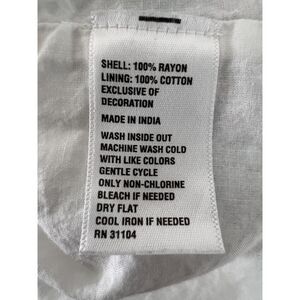 SHELL: 100% RAYON
LINING: 100% COTTON
EXCLUSIVE OF
DECORATION
MADE IN INDIA
WASH INSIDE OUT
MACHINE WASH COLD
WITH LIKE COLORS
GENTLE CYCLE
ONLY NON-CHLORINE
BLEACH IF NEEDED
DRY FLAT
COOL IRON IF NEEDED
RN 31104